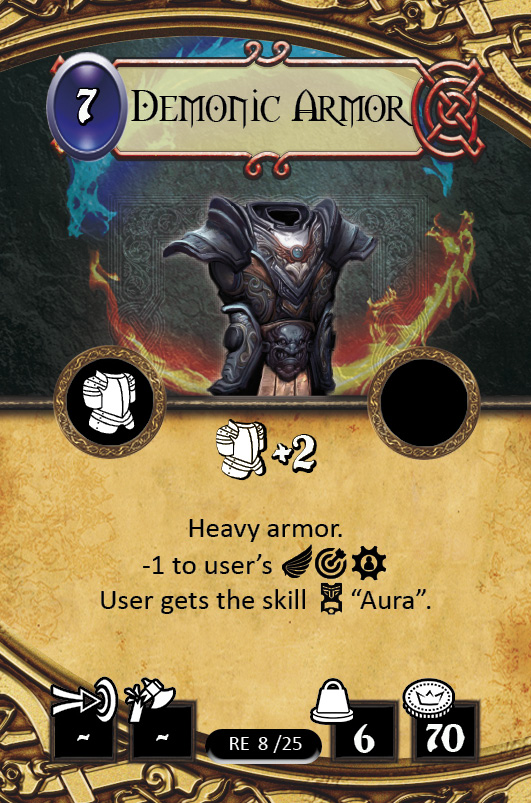 7
DEMONIC ARMOR
+2
Heavy armor.
-1 to user's
User gets the skill "Aura".
~
~
RE 8 /25
6
70